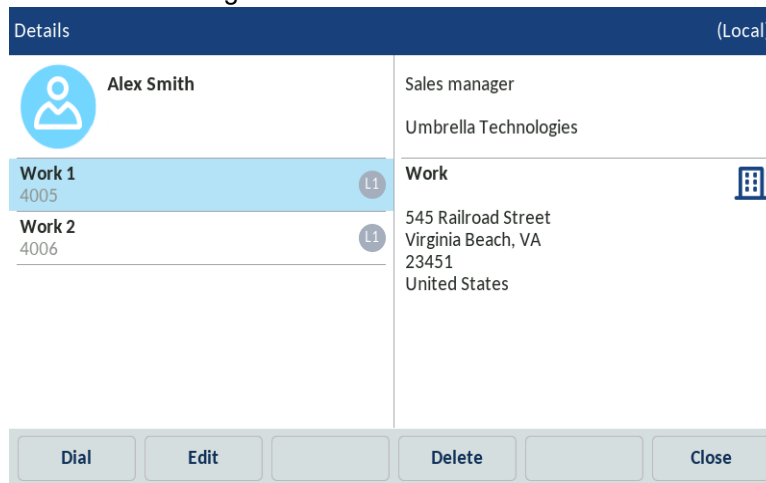 Details
(Local)
Alex Smith
Work 1
4005
L1
Work 2
4006
L1
Sales manager
Umbrella Technologies
Work
545 Railroad Street
Virginia Beach, VA
23451
United States
Dial
Edit
Delete
Close